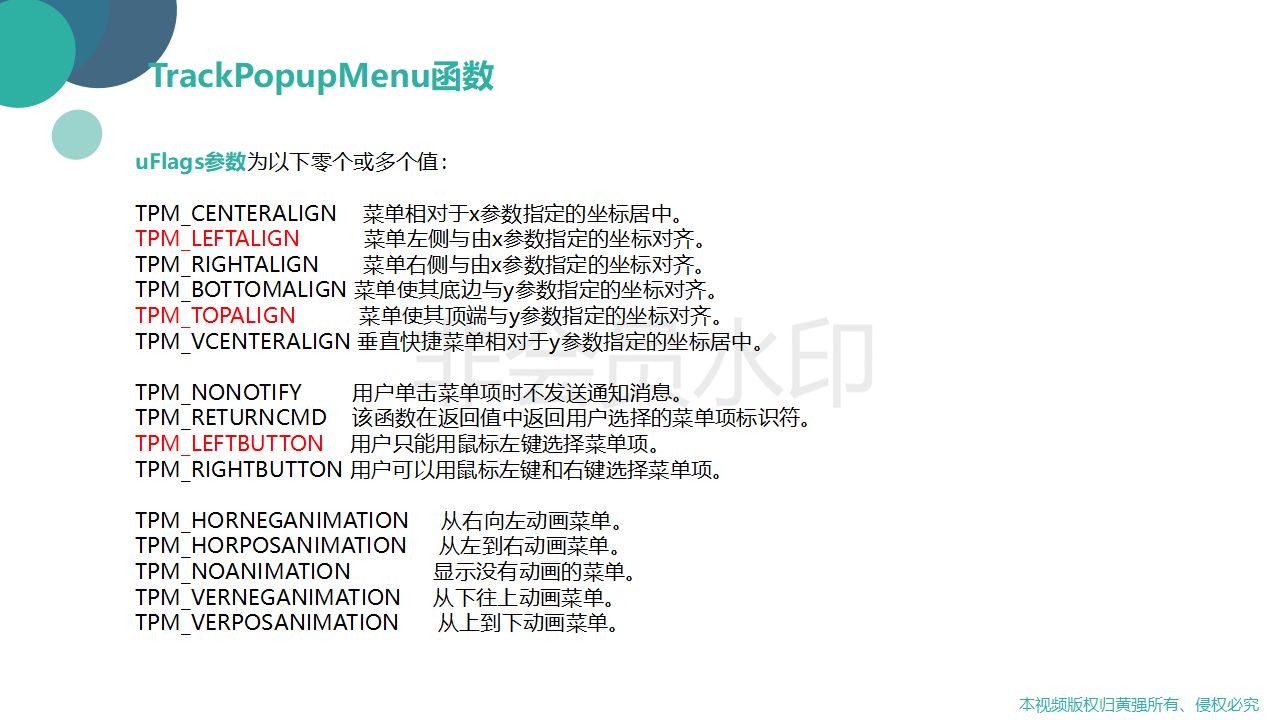 TrackPopupMenu函数
uFlags参数为以下零个或多个值：
TPM_CENTERALIGN 菜单相对于x参数指定的坐标居中。
TPM_LEFTALIGN 菜单左侧与由x参数指定的坐标对齐。
TPM_RIGHTALIGN 菜单右侧与由x参数指定的坐标对齐。
TPM_BOTTOMALIGN 菜单使其底边与y参数指定的坐标对齐。
TPM_TOPALIGN 菜单使其顶端与y参数指定的坐标对齐。
TPM_VCENTERALIGN 垂直快捷菜单相对于y参数指定的坐标居中。
非会员水印
TPM_NONOTIFY 用户单击菜单项时不发送通知消息。
TPM_RETURNCMD 该函数在返回值中返回用户选择的菜单项标识符。
TPM_LEFTBUTTON 用户只能用鼠标左键选择菜单项。
TPM_RIGHTBUTTON 用户可以用鼠标左键和右键选择菜单项。
TPM_HORNEGANIMATION 从右向左动画菜单。
TPM_HORPOSANIMATION 从左到右动画菜单。
TPM_NOANIMATION 显示没有动画的菜单。
TPM_VERNEGANIMATION 从下往上动画菜单。
TPM_VERPOSANIMATION 从上到下动画菜单。
本视频版权归黄强所有、侵权必究